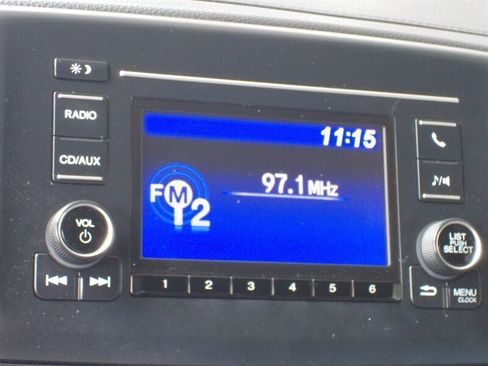 RADIO
11:15
CD/AUX
97.1 MHz
FM 2
VOL
LIST
PUSH
SELECT
1 2 3 4 5 6
MENU
CLOCK